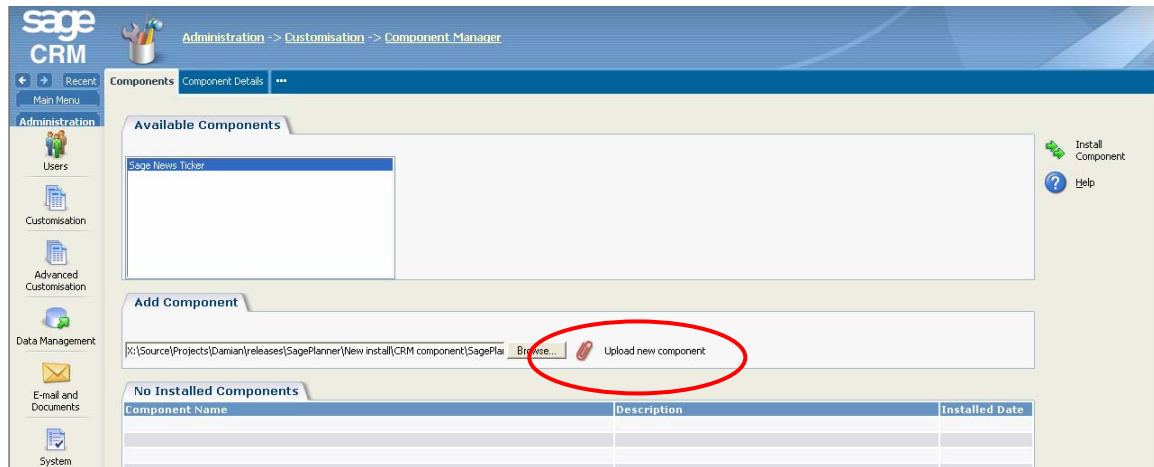 sage
CRM
Administration -> Customisation -> Component Manager
Recent
Components Component Details ...
Main Menu
Administration
Available Components
Sage News Ticker
Install
Component
Users
Help
Customisation
Advanced
Customisation
Add Component
Data Management
X:\Source\Projects\Damian\releases\SagePlanner\New install\CRM component\SagePla Browse... Upload new component
E-mail and
Documents
No Installed Components
Component Name Description Installed Date
System